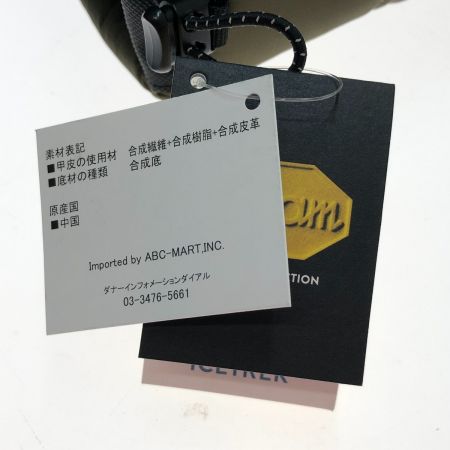 素材表記
■甲皮の使用材 合成繊維+合成樹脂+合成皮革
■底材の種類 合成底
原産国
■中国
Imported by ABC-MART,INC.
ダナーインフォメーションダイアル
03-3476-5661